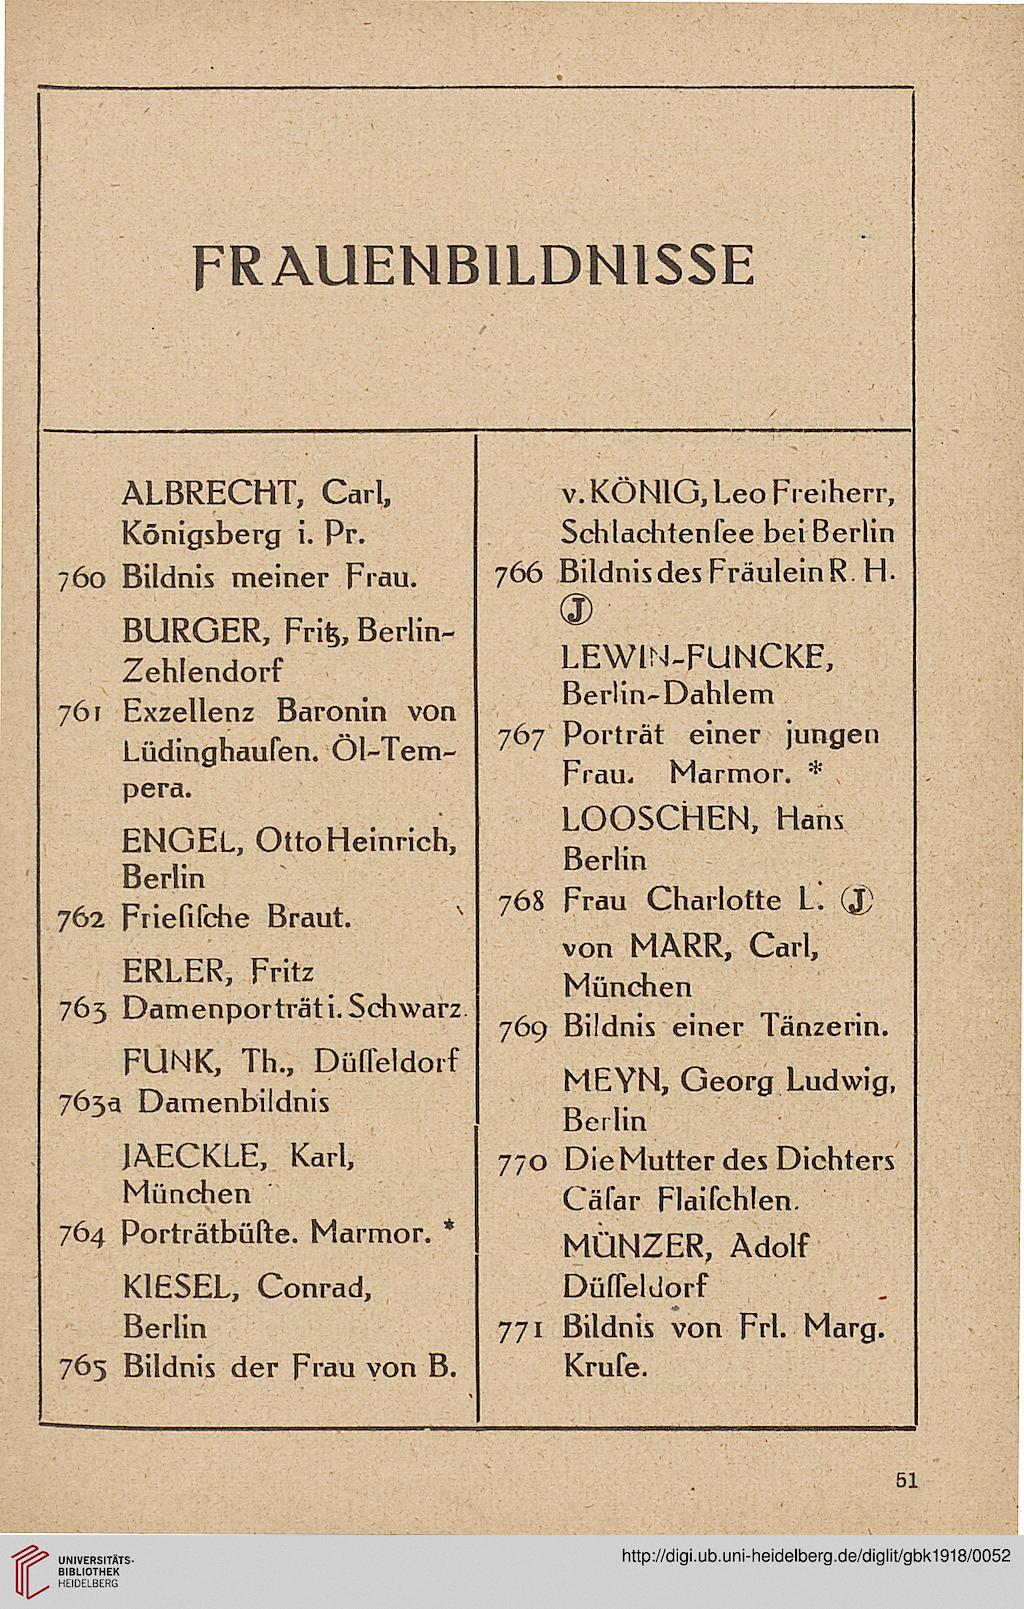 FRAUENBILDNISSE
ALBRECHT, Carl,
Königsberg i. Pr.
760 Bildnis meiner Frau.
BURGER, Fritz, Berlin-
Zehlendorf
761 Exzellenz Baronin von
Lüdinghauſen. Öl-Tem-
pera.
ENGEL, Otto Heinrich,
Berlin
762 Frieſiſche Braut.
ERLER, Fritz
763 Damenporträt i. Schwarz.
FUNK, Th., Düſſeldorf
763a Damenbildnis
JAECKLE, Karl,
München
764 Porträtbüſte. Marmor. *
KIESEL, Conrad,
Berlin
765 Bildnis der Frau von B.
v. KÖNIG, Leo Freiherr,
Schlachtenſee bei Berlin
766 Bildnis des Fräulein R. H.
Ⓙ
LEWIN-FUNCKE,
Berlin-Dahlem
767 Porträt einer jungen
Frau. Marmor. *
LOOSCHEN, Hans
Berlin
768 Frau Charlotte L. Ⓙ
von MARR, Carl,
München
769 Bildnis einer Tänzerin.
MEYN, Georg Ludwig,
Berlin
770 Die Mutter des Dichters
Cäſar Flaiſchlen.
MÜNZER, Adolf
Düſſeldorf
771 Bildnis von Frl. Marg.
Kruſe.
51
UNIVERSITÄTS-
BIBLIOTHEK
HEIDELBERG
http://digi.ub.uni-heidelberg.de/diglit/gbk1918/0052